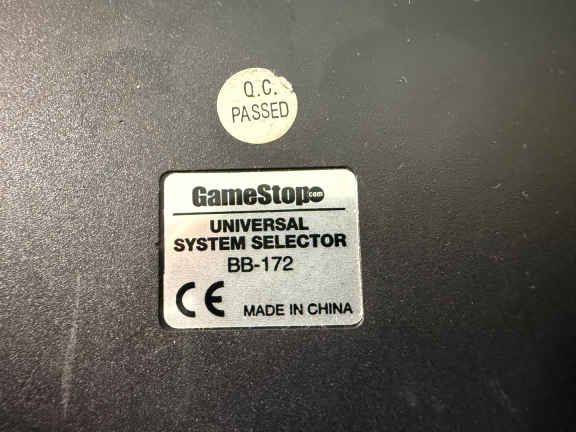 Q.C.
PASSED
GameStop.com
UNIVERSAL
SYSTEM SELECTOR
BB-172
CE MADE IN CHINA